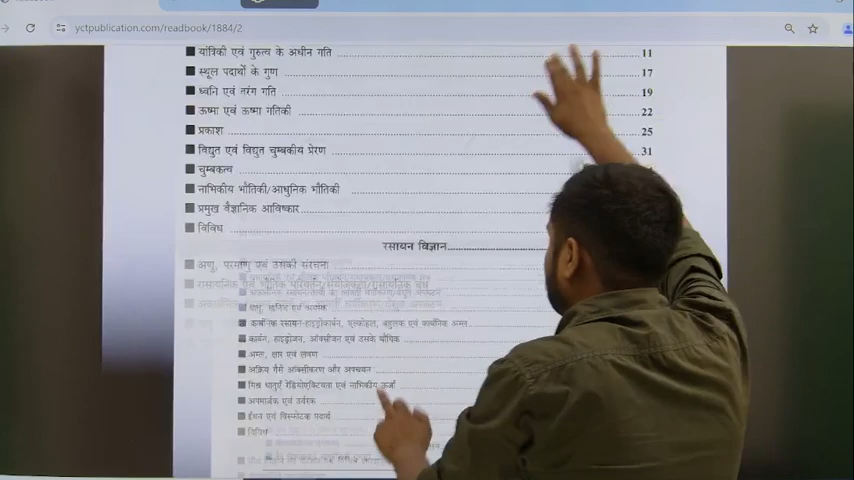 yctpublication.com/readbook/1884/2
■ यांत्रिकी एवं गुरुत्व के अधीन गति ........ 11
■ स्थूल पदार्थों के गुण ........ 17
■ ध्वनि एवं तरंग गति ........ 19
■ ऊष्मा एवं ऊष्मा गतिकी ........ 22
■ प्रकाश ........ 25
■ विद्युत एवं विद्युत चुम्बकीय प्रेरण ........ 31
■ चुम्बकत्व ........
■ नाभिकीय भौतिकी/आधुनिक भौतिकी ........
■ प्रमुख वैज्ञानिक आविष्कार ........
■ विविध ........
रसायन विज्ञान ........
■ अणु, परमाणु एवं उसकी संरचना
■ कार्बनिक रसायन-हाइड्रोकार्बन, एल्कोहल, बहुलक एवं कार्बनिक अम्ल
■ कार्बन, हाइड्रोजन, ऑक्सीजन एवं उसके यौगिक
■ अम्ल, क्षार एवं लवण
■ अक्रिय गैसें ऑक्सीकरण और अपचयन
■ मिश्र धातुएँ रेडियोएक्टिवता एवं नाभिकीय ऊर्जा
■ अपमार्जक एवं उर्वरक
■ ईंधन एवं विस्फोटक पदार्थ
■ विविध